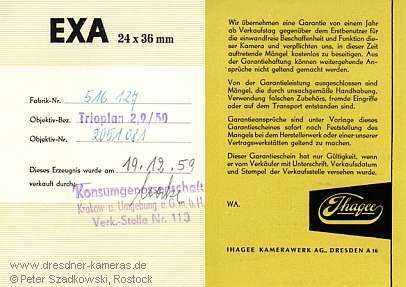 EXA 24 x 36 mm
Fabrik-Nr. 516 127
Objektiv-Bez. Trioplan 2,9/50
Objektiv-Nr. 2051081
Dieses Erzeugnis wurde am 19.12.59
verkauft durch:
Konsumgenossenschaft
Krakow u. Umgebung e.G.m.b.H.
Verk.-Stelle Nr. 113
Wir übernehmen eine Garantie von einem Jahr
ab Verkaufstag gegenüber dem Erstbenutzer für
die einwandfreie Beschaffenheit und Funktion die-
ser Kamera und verpflichten uns, in dieser Zeit
auftretende Mängel kostenlos zu beseitigen. Aus
der Garantiehaftung können weitergehende An-
sprüche nicht geltend gemacht werden.
Von der Garantieleistung ausgeschlossen sind
Mängel, die durch unsachgemäße Handhabung,
Verwendung falschen Zubehörs, fremde Eingriffe
oder auf dem Transport entstanden sind.
Garantieansprüche sind unter Vorlage dieses
Garantiescheines sofort nach Feststellung des
Mangels bei dem Herstellerwerk oder einer unserer
Vertragswerkstätten geltend zu machen.
Dieser Garantieschein hat nur Gültigkeit, wenn
er vom Verkäufer mit Unterschrift, Verkaufsdatum
und Stempel der Verkaufsstelle versehen wurde.
WA.
Ihagee
IHAGEE KAMERAWERK AG., DRESDEN A 16
www.dresdner-kameras.de
© Peter Szadkowski, Rostock